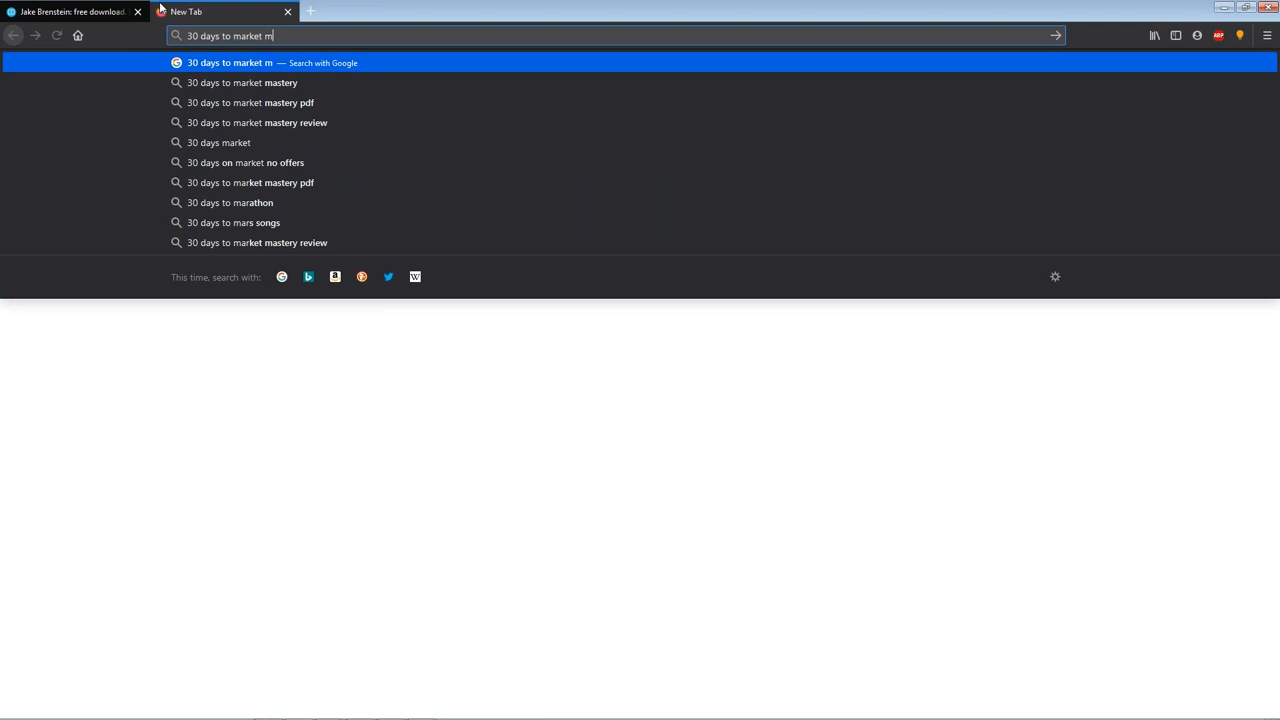 Jake Brenstein: free download.
New Tab
30 days to market m
30 days to market m — Search with Google
30 days to market mastery
30 days to market mastery pdf
30 days to market mastery review
30 days market
30 days on market no offers
30 days to market mastery pdf
30 days to marathon
30 days to mars songs
30 days to market mastery review
This time, search with:
ABP